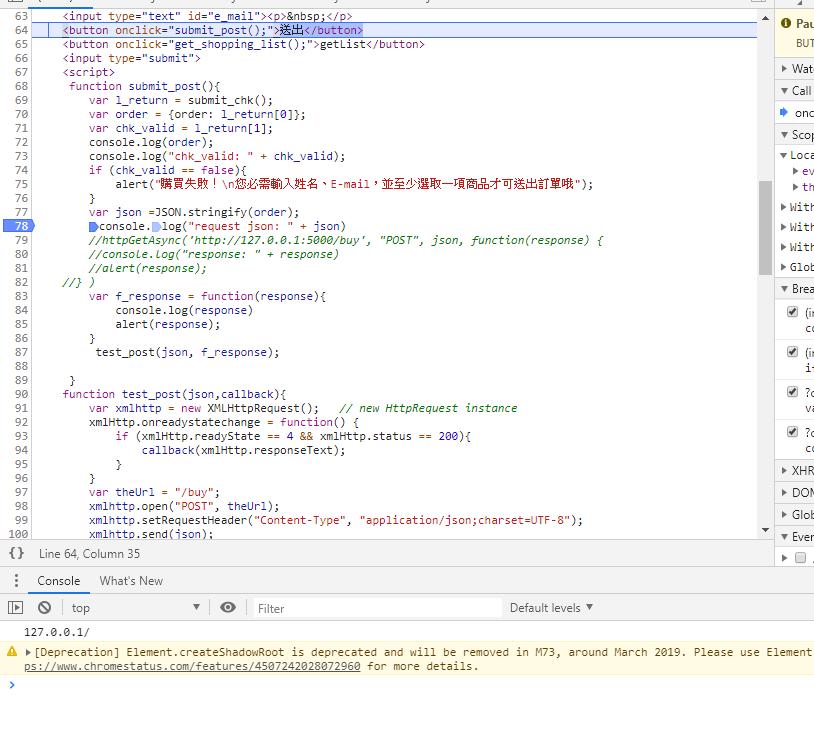 63 <input type="text" id="e_mail"><p>&nbsp;</p>
64 <button onclick="submit_post();">送出</button>
65 <button onclick="get_shopping_list();">getList</button>
66 <input type="submit">
67 <script>
68 function submit_post(){
69 var l_return = submit_chk();
70 var order = {order: l_return[0]};
71 var chk_valid = l_return[1];
72 console.log(order);
73 console.log("chk_valid: " + chk_valid);
74 if (chk_valid == false){
75 alert("購買失敗！\n您必需輸入姓名、E-mail，並至少選取一項商品才可送出訂單哦");
76 }
77 var json =JSON.stringify(order);
78 console.log("request json: " + json)
79 //httpGetAsync('http://127.0.0.1:5000/buy', "POST", json, function(response) {
80 //console.log("response: " + response)
81 //alert(response);
82 //} )
83 var f_response = function(response){
84 console.log(response)
85 alert(response);
86 }
87 test_post(json, f_response);
88
89 }
90 function test_post(json,callback){
91 var xmlhttp = new XMLHttpRequest(); // new HttpRequest instance
92 xmlHttp.onreadystatechange = function() {
93 if (xmlHttp.readyState == 4 && xmlHttp.status == 200){
94 callback(xmlHttp.responseText);
95 }
96 }
97 var theUrl = "/buy";
98 xmlhttp.open("POST", theUrl);
99 xmlhttp.setRequestHeader("Content-Type", "application/json;charset=UTF-8");
100 xmlhttp.send(json);
{} Line 64, Column 35
Pau
BUT
Wat
Call
onc
Scop
Loca
ev
th
With
With
With
Glob
Brea
(in
co
(in
i
?c
va
?c
co
XHR
DOM
Glob
Even
Console What's New
top Filter Default levels
127.0.0.1/
[Deprecation] Element.createShadowRoot is deprecated and will be removed in M73, around March 2019. Please use Element
ps://www.chromestatus.com/features/4507242028072960 for more details.